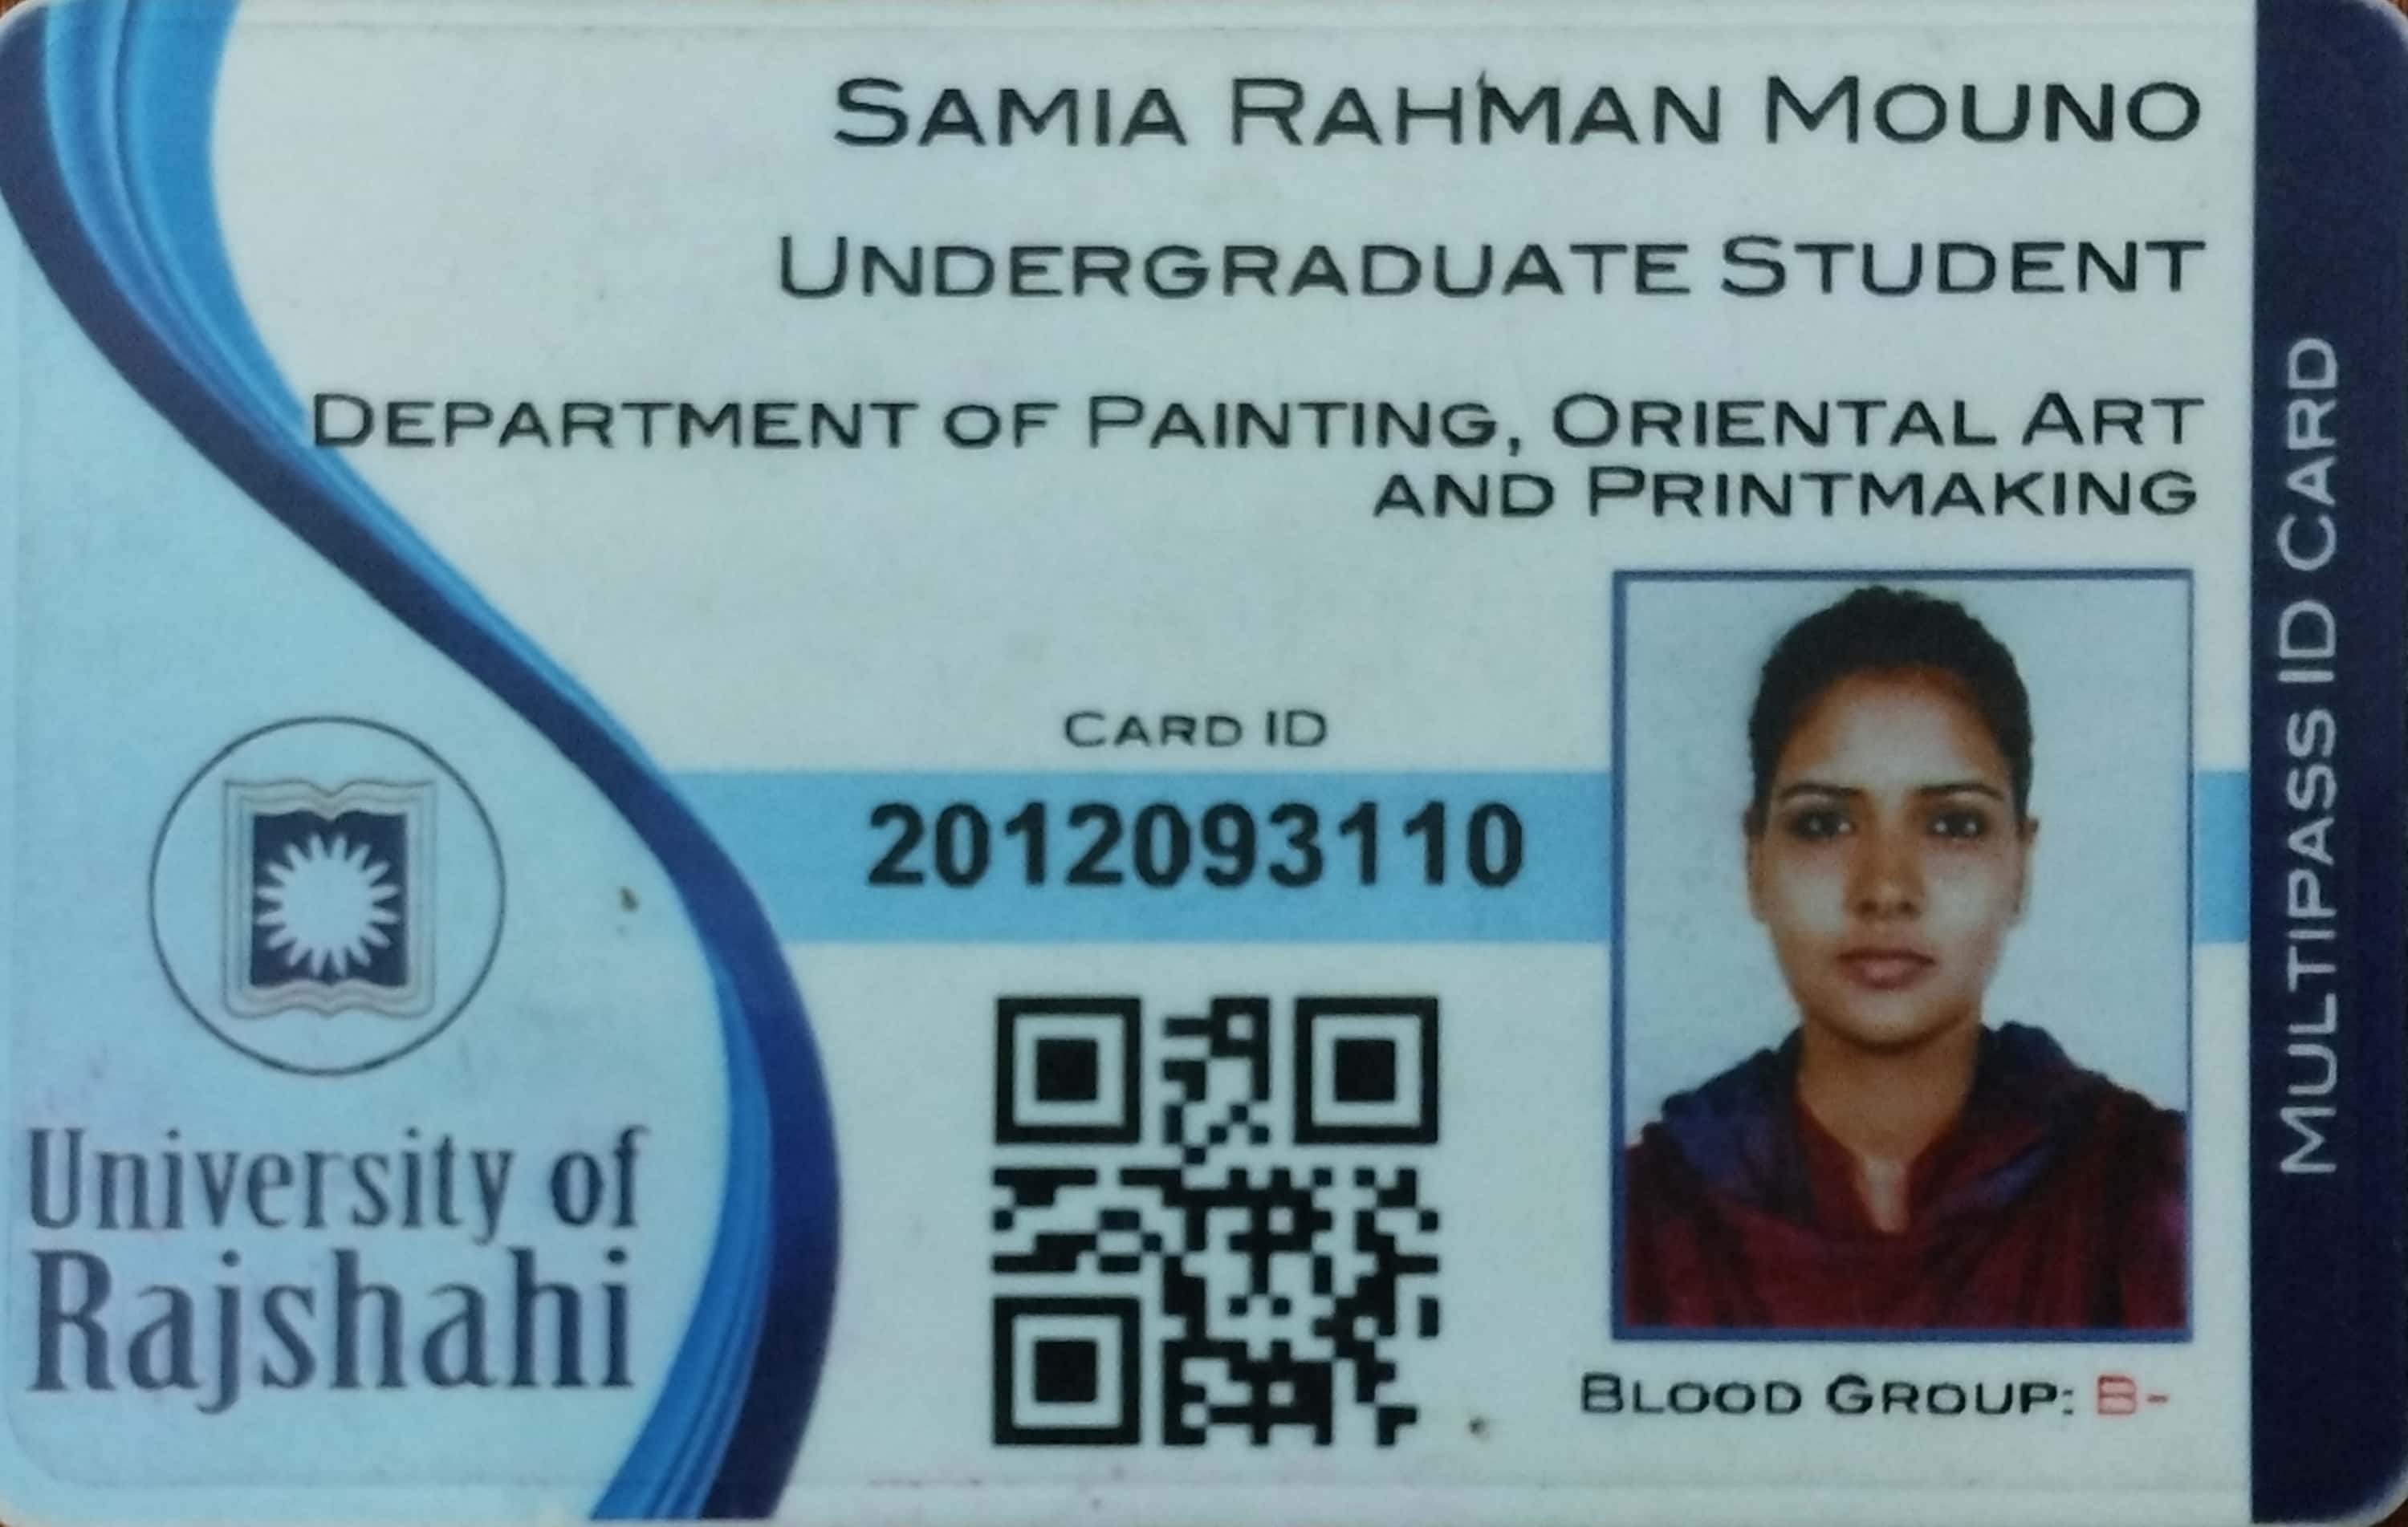 SAMIA RAHMAN MOUNO
UNDERGRADUATE STUDENT
DEPARTMENT OF PAINTING, ORIENTAL ART
AND PRINTMAKING
CARD ID
2012093110
University of
Rajshahi
BLOOD GROUP: B-
MULTIPASS ID CARD